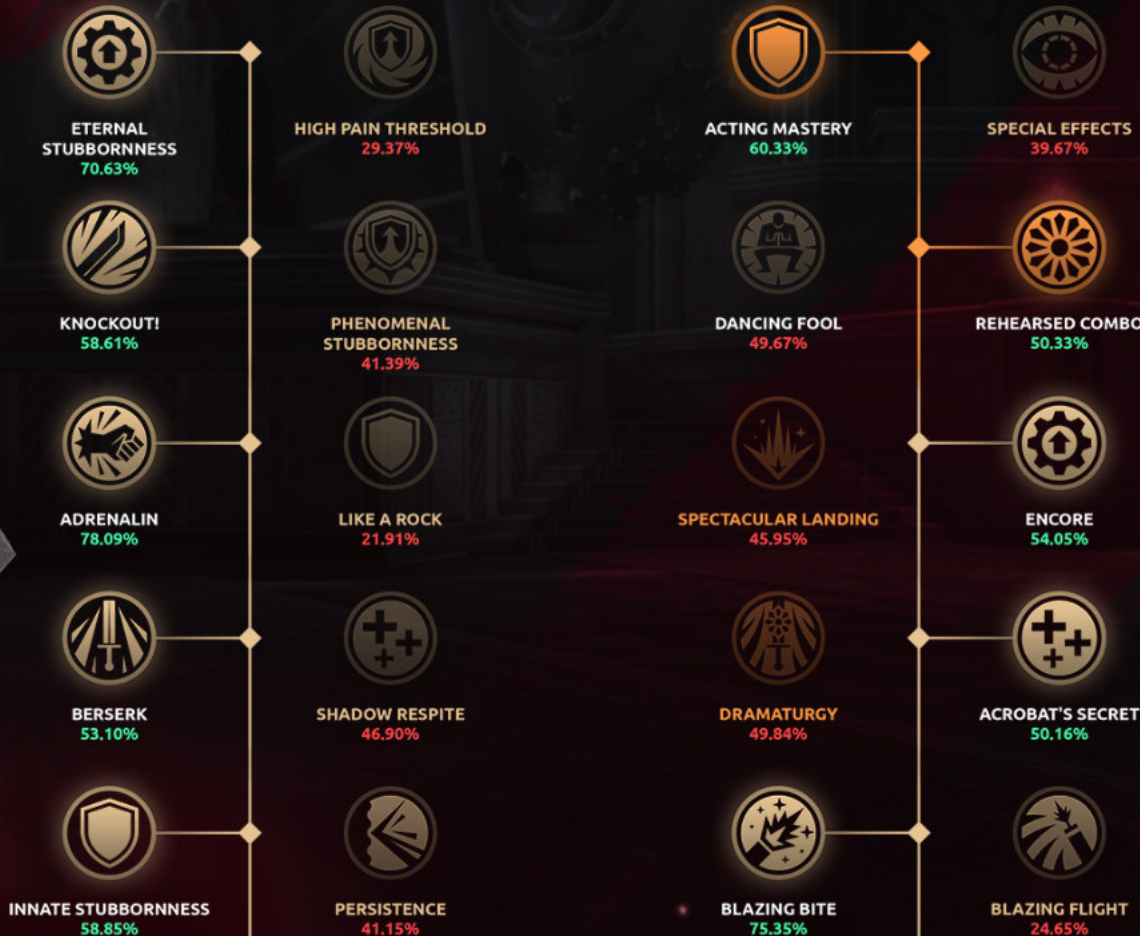 ETERNAL
STUBBORNNESS
70.63%
HIGH PAIN THRESHOLD
29.37%
ACTING MASTERY
60.33%
SPECIAL EFFECTS
39.67%
KNOCKOUT!
58.61%
PHENOMENAL
STUBBORNNESS
41.39%
DANCING FOOL
49.67%
REHEARSED COMBO
50.33%
ADRENALIN
78.09%
LIKE A ROCK
21.91%
SPECTACULAR LANDING
45.95%
ENCORE
54.05%
BERSERK
53.10%
SHADOW RESPITE
46.90%
DRAMATURGY
49.84%
ACROBAT'S SECRET
50.16%
INNATE STUBBORNNESS
58.85%
PERSISTENCE
41.15%
BLAZING BITE
75.35%
BLAZING FLIGHT
24.65%